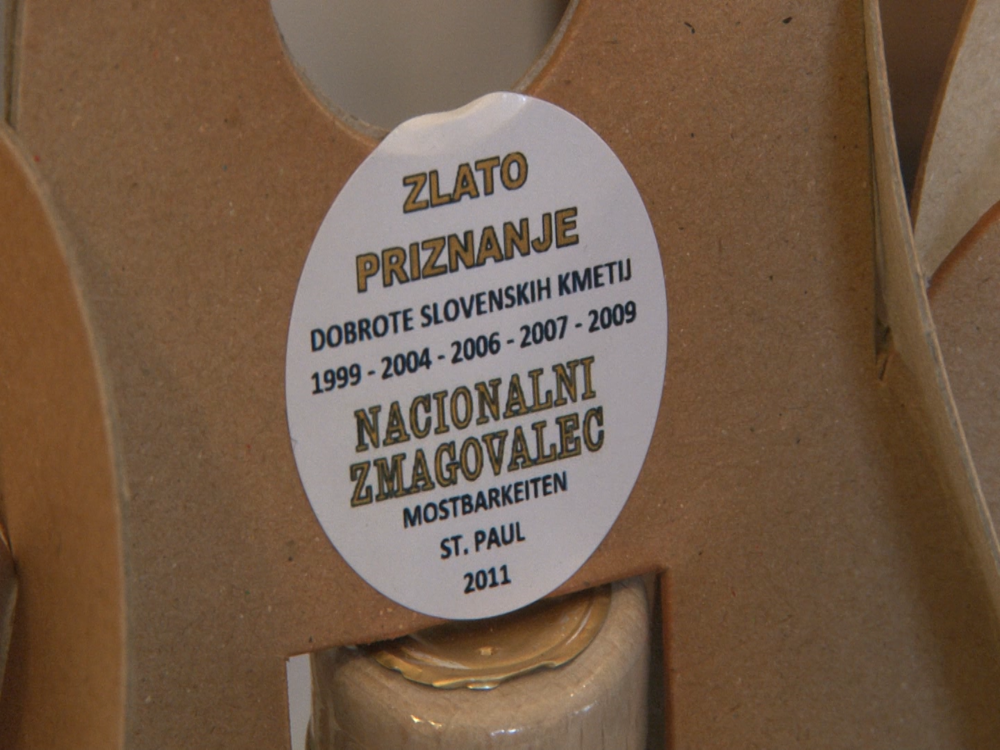 ZLATO
PRIZNANJE
DOBROTE SLOVENSKIH KMETIJ
1999 - 2004 - 2006 - 2007 - 2009
NACIONALNI
ZMAGOVALEC
MOSTBARKEITEN
ST. PAUL
2011